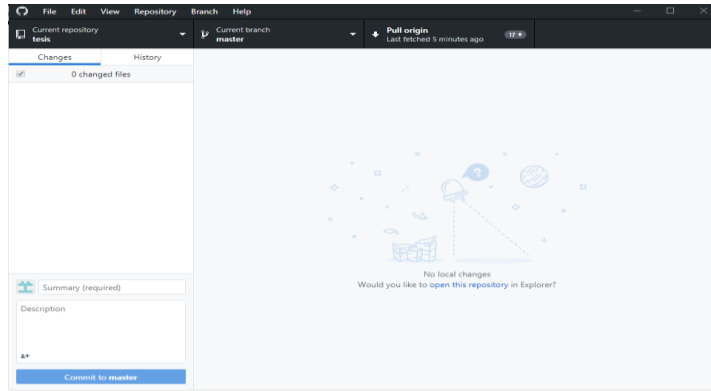 File Edit View Repository Branch Help
Current repository
tesis
Current branch
master
Pull origin
Last fetched 5 minutes ago
17
Changes History
0 changed files
?
No local changes
Would you like to open this repository in Explorer?
Summary (required)
Description
Commit to master